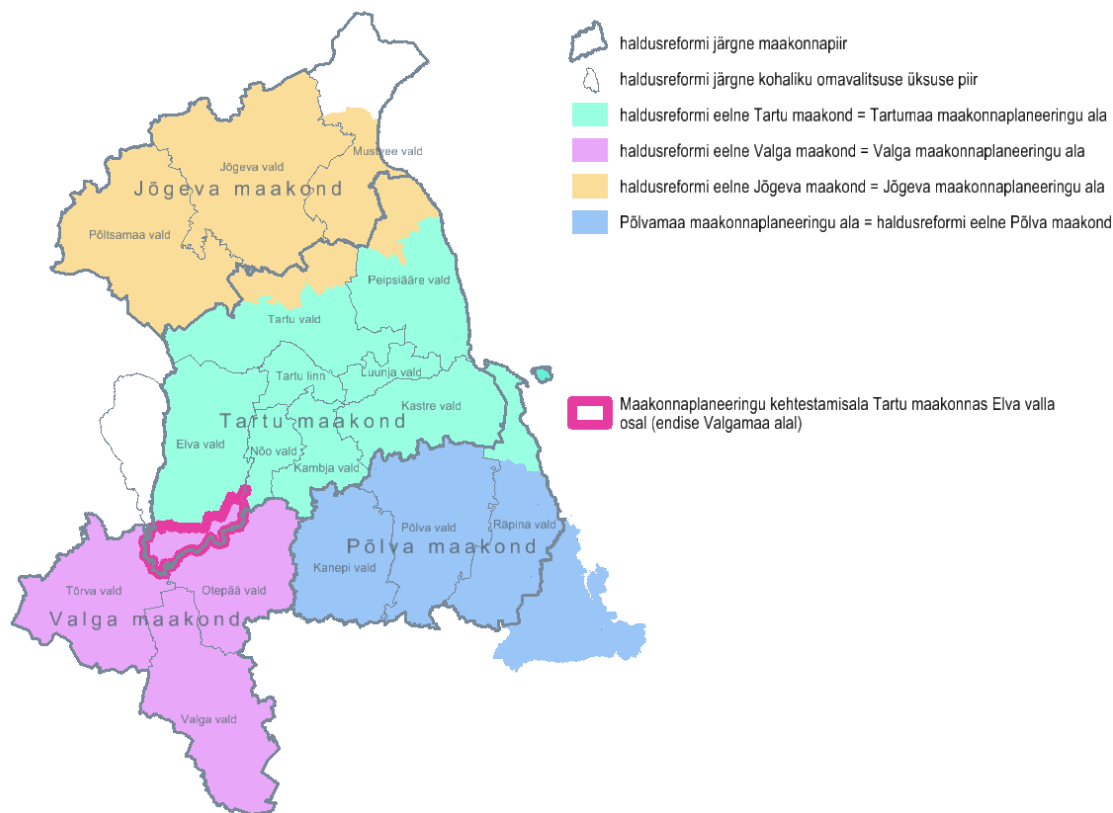 haldusreformi järgne maakonnapiir
haldusreformi järgne kohaliku omavalitsuse üksuse piir
haldusreformi eelne Tartu maakond = Tartumaa maakonnaplaneeringu ala
haldusreformi eelne Valga maakond = Valga maakonnaplaneeringu ala
haldusreformi eelne Jõgeva maakond = Jõgeva maakonnaplaneeringu ala
Põlvamaa maakonnaplaneeringu ala = haldusreformi eelne Põlva maakond
Maakonnaplaneeringu kehtestamisala Tartu maakonnas Elva valla
osal (endise Valgamaa alal)
Mustvee vald
Jõgeva vald
Jõgeva maakond
Põltsamaa vald
Peipsiääre vald
Tartu vald
Tartu linn
Luunja vald
Kastre vald
Tartu maakond
Elva vald
Nõo vald
Kambja vald
Põlva vald
Räpina vald
Põlva maakond
Kanepi vald
Tõrva vald
Otepää vald
Valga maakond
Valga vald